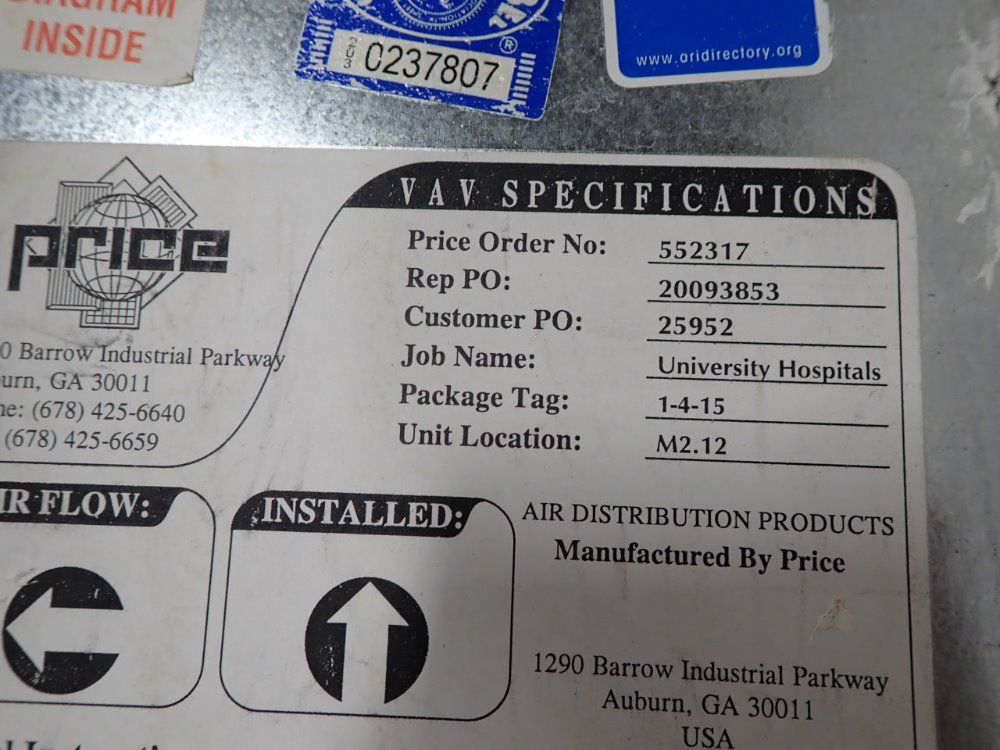 DIAGRAM
INSIDE
0237807
®
www.aridirectory.org
price
VAV SPECIFICATIONS
Price Order No: 552317
Rep PO: 20093853
Customer PO: 25952
Job Name: University Hospitals
Package Tag: 1-4-15
Unit Location: M2.12
0 Barrow Industrial Parkway
urn, GA 30011
ne: (678) 425-6640
(678) 425-6659
IR FLOW:
INSTALLED:
AIR DISTRIBUTION PRODUCTS
Manufactured By Price
1290 Barrow Industrial Parkway
Auburn, GA 30011
USA